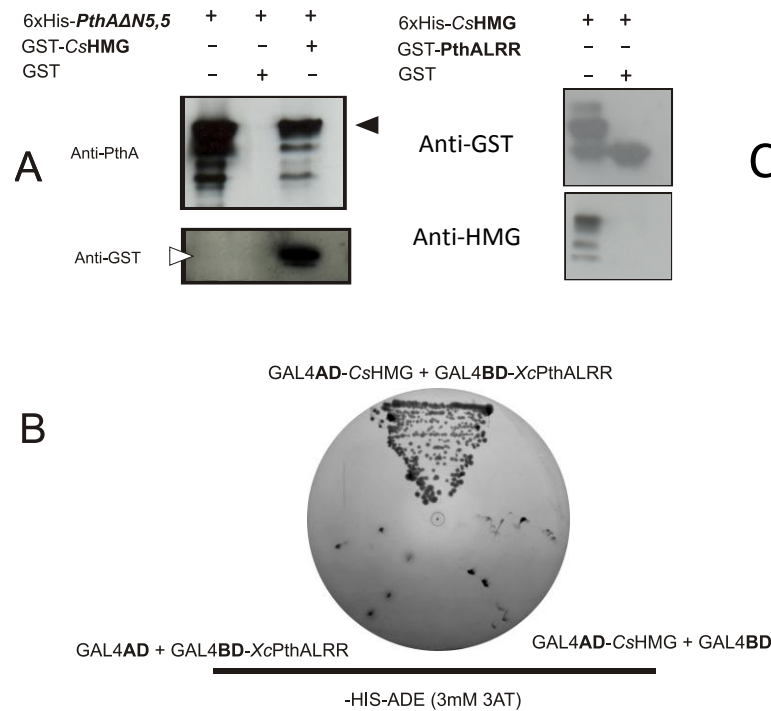 6xHis-PthAΔN5,5 + + +
GST-CsHMG – – +
GST – + –
6xHis-CsHMG + +
GST-PthALRR – –
GST – +
Anti-PthA
A
Anti-GST
Anti-GST
Anti-HMG
C
B
GAL4AD-CsHMG + GAL4BD-XcPthALRR
GAL4AD + GAL4BD-XcPthALRR
GAL4AD-CsHMG + GAL4BD
-HIS-ADE (3mM 3AT)